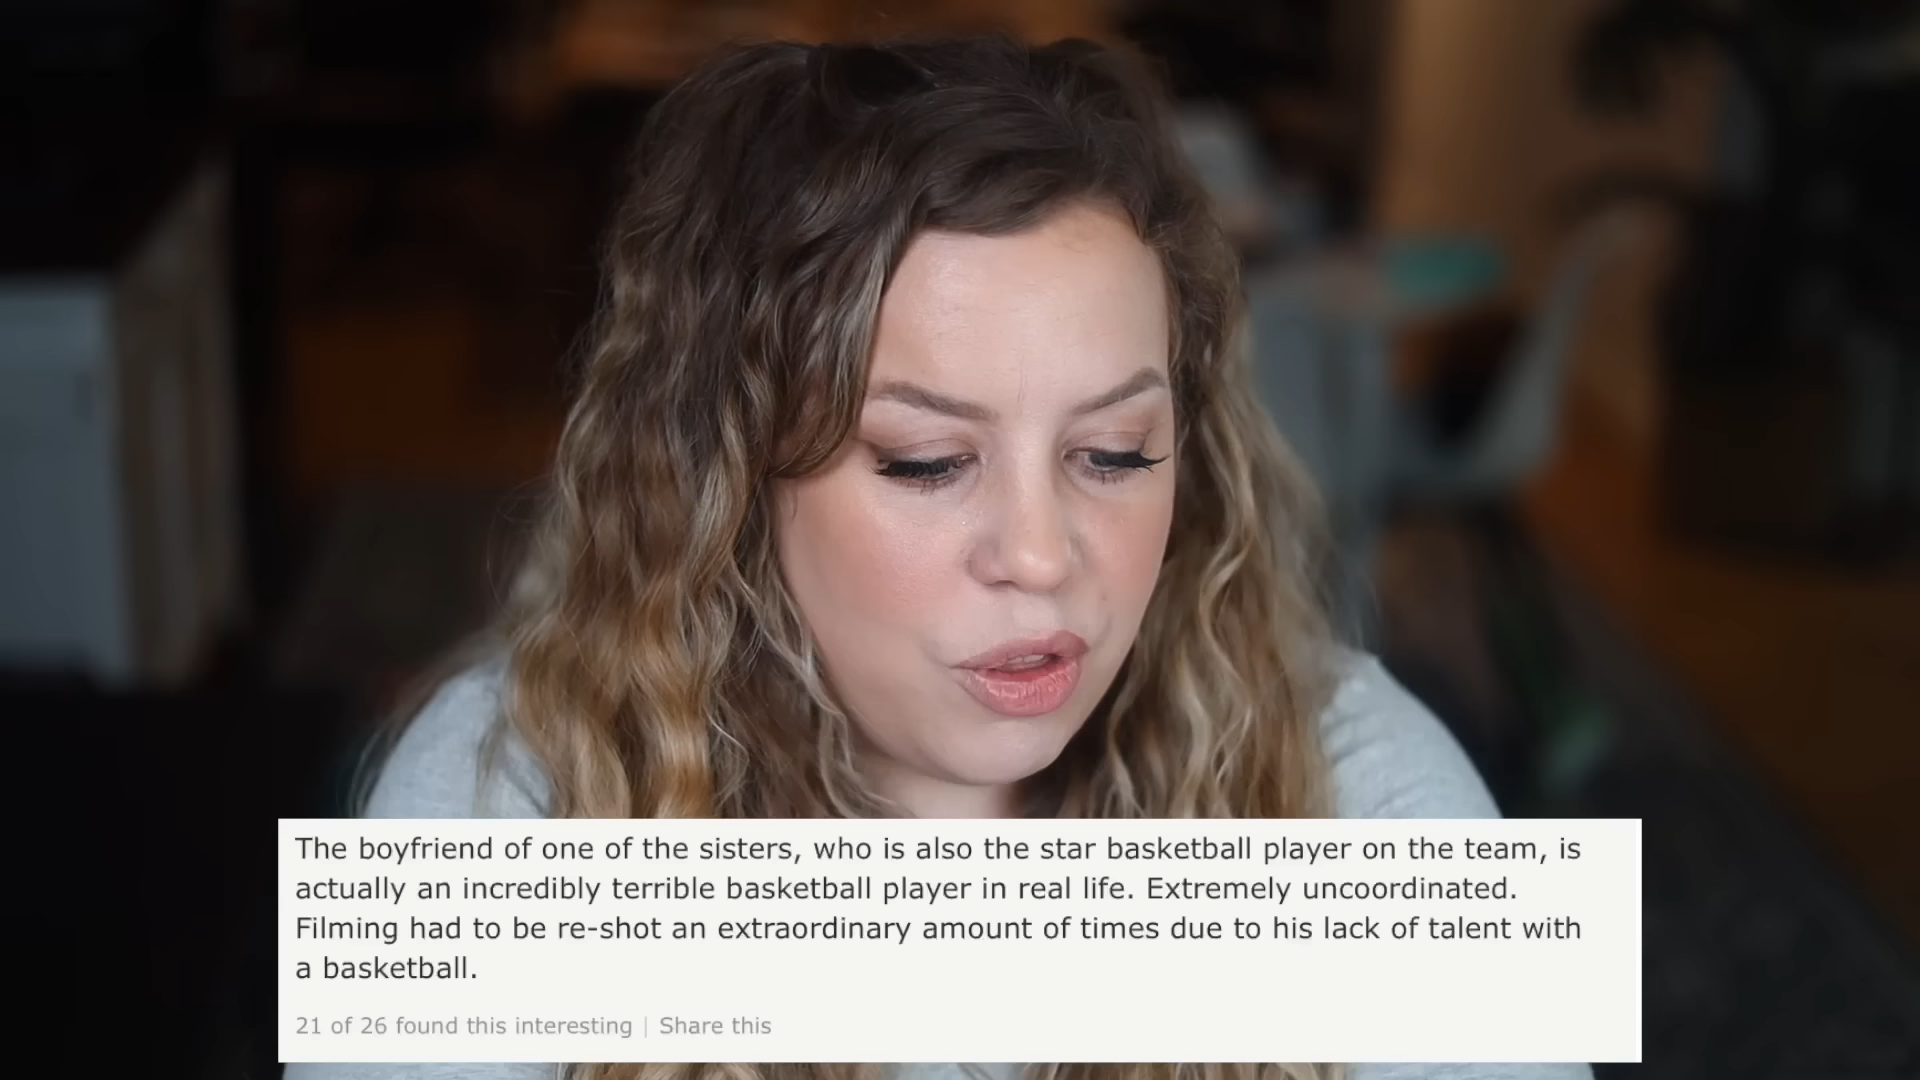 The boyfriend of one of the sisters, who is also the star basketball player on the team, is
actually an incredibly terrible basketball player in real life. Extremely uncoordinated.
Filming had to be re-shot an extraordinary amount of times due to his lack of talent with
a basketball.
21 of 26 found this interesting | Share this